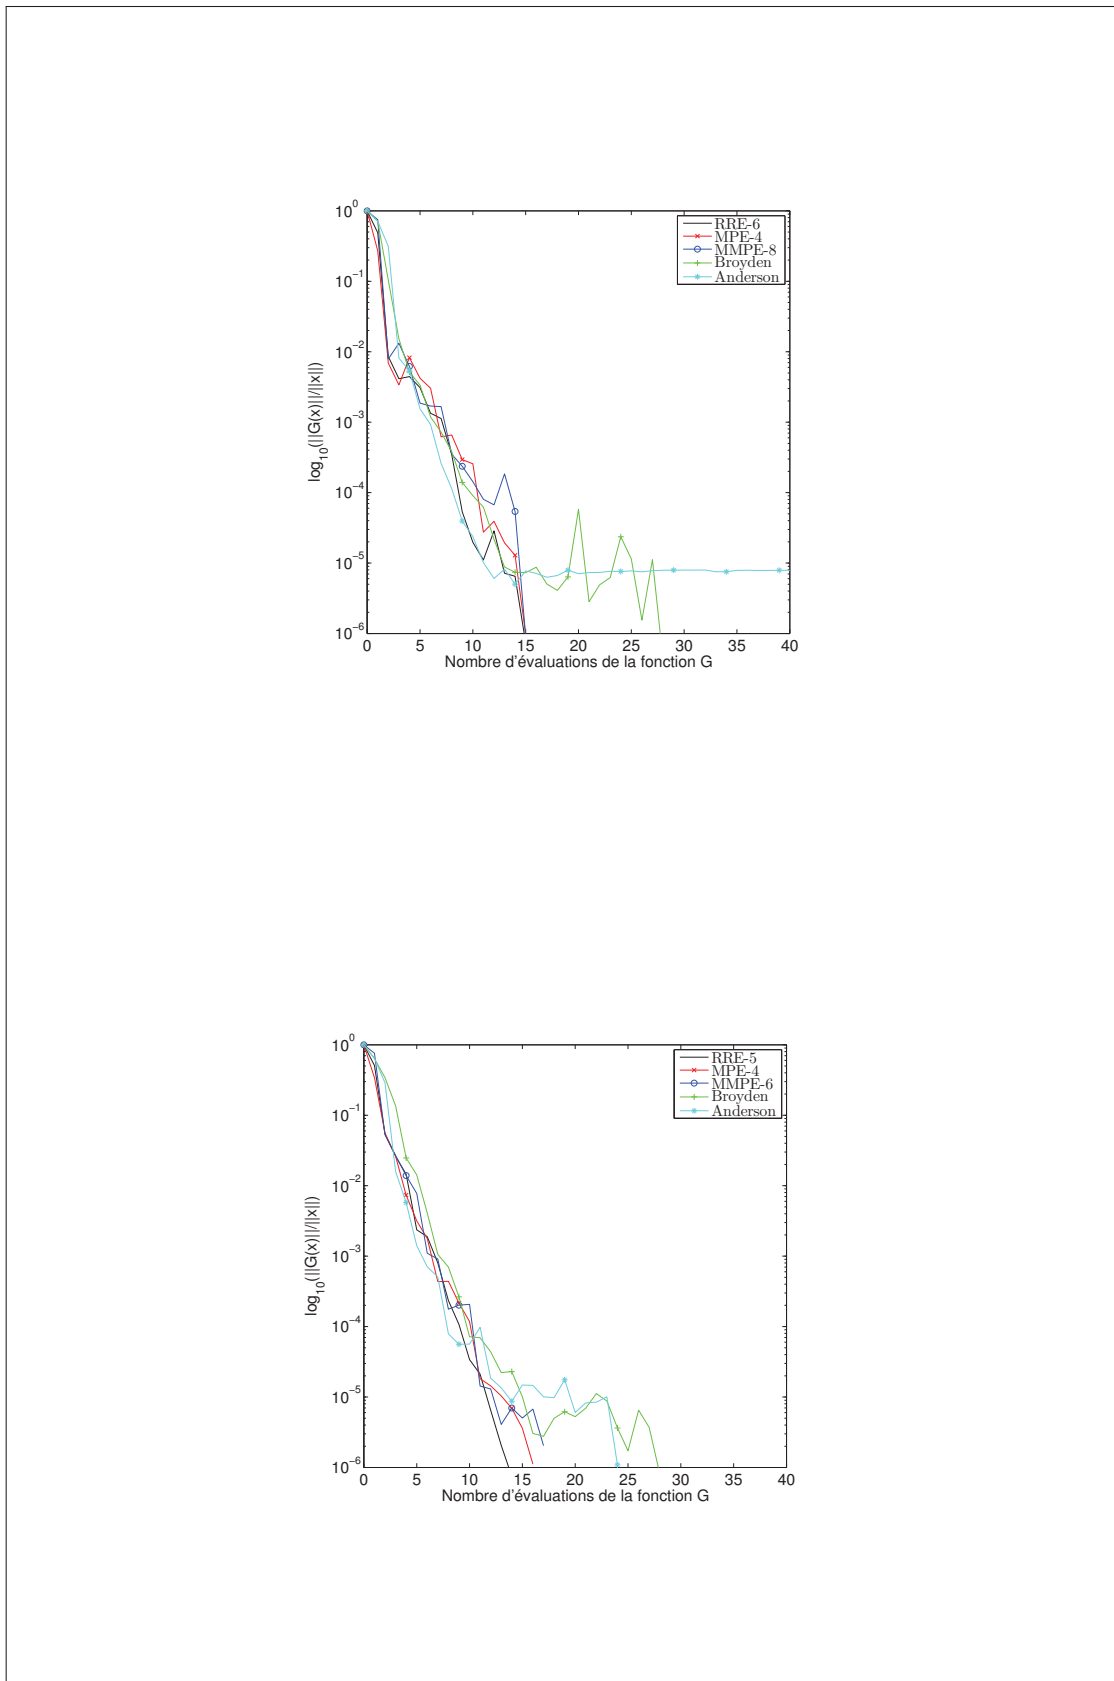 10^0
10^-1
10^-2
10^-3
10^-4
10^-5
10^-6
log_10(||G(x)||/||x||)
RRE-6
MPE-4
MMPE-8
Broyden
Anderson
0 5 10 15 20 25 30 35 40
Nombre d'évaluations de la fonction G
10^0
10^-1
10^-2
10^-3
10^-4
10^-5
10^-6
log_10(||G(x)||/||x||)
RRE-5
MPE-4
MMPE-6
Broyden
Anderson
0 5 10 15 20 25 30 35 40
Nombre d'évaluations de la fonction G